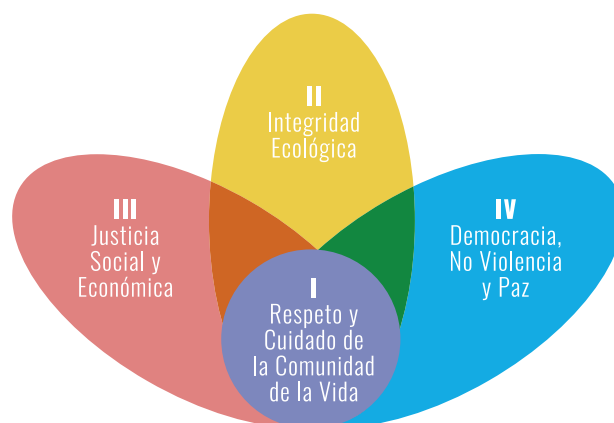 II
Integridad
Ecológica
III
Justicia
Social y
Económica
IV
Democracia,
No Violencia
y Paz
I
Respeto y
Cuidado de
la Comunidad
de la Vida